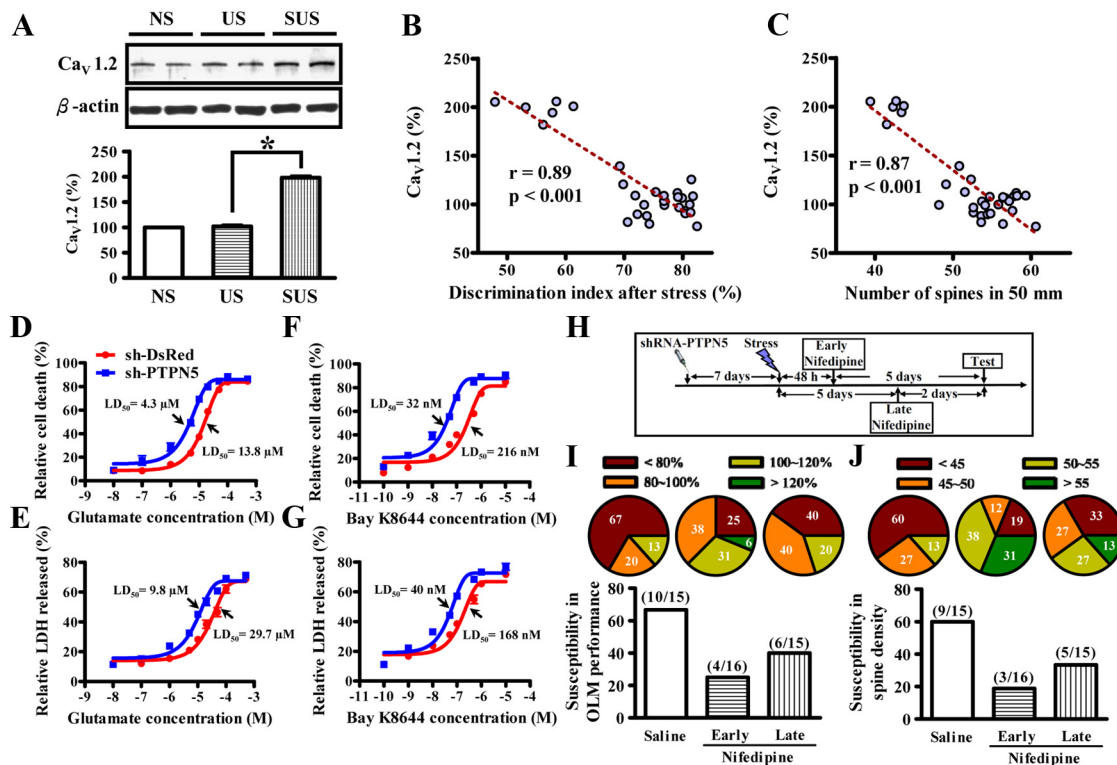 A
NS US SUS
CaV 1.2
β-actin
*
CaV1.2 (%)
250
200
150
100
50
0
NS US SUS
B
CaV1.2 (%)
250
200
150
100
50
r = 0.89
p < 0.001
50 60 70 80
Discrimination index after stress (%)
C
CaV1.2 (%)
250
200
150
100
50
r = 0.87
p < 0.001
40 50 60
Number of spines in 50 mm
D
Relative cell death (%)
100
80
60
40
20
0
sh-DsRed
sh-PTPN5
LD50= 4.3 µM
LD50= 13.8 µM
-8 -7 -6 -5 -4 -3
Glutamate concentration (M)
F
Relative cell death (%)
100
80
60
40
20
0
LD50= 32 nM
LD50= 216 nM
-11 -10 -9 -8 -7 -6 -5 -4
Bay K8644 concentration (M)
E
Relative LDH released (%)
80
60
40
20
0
LD50= 9.8 µM
LD50= 29.7 µM
-8 -7 -6 -5 -4 -3
Glutamate concentration (M)
G
Relative LDH released (%)
80
60
40
20
0
LD50= 40 nM
LD50= 168 nM
-11 -10 -9 -8 -7 -6 -5 -4
Bay K8644 concentration (M)
H
shRNA-PTPN5 Stress Early Nifedipine Test
7 days 48 h 5 days
5 days 2 days
Late Nifedipine
I
< 80% 100~120%
80~100% > 120%
67 20 13
38 25 6 31
40 40 20
Susceptibility in
OLM performance
80
60
40
20
0
(10/15)
(4/16)
(6/15)
Saline Early Late
Nifedipine
J
< 45 50~55
45~50 > 55
60 27 13
12 19 38 31
33 27 13 27
Susceptibility in
spine density
80
60
40
20
0
(9/15)
(3/16)
(5/15)
Saline Early Late
Nifedipine